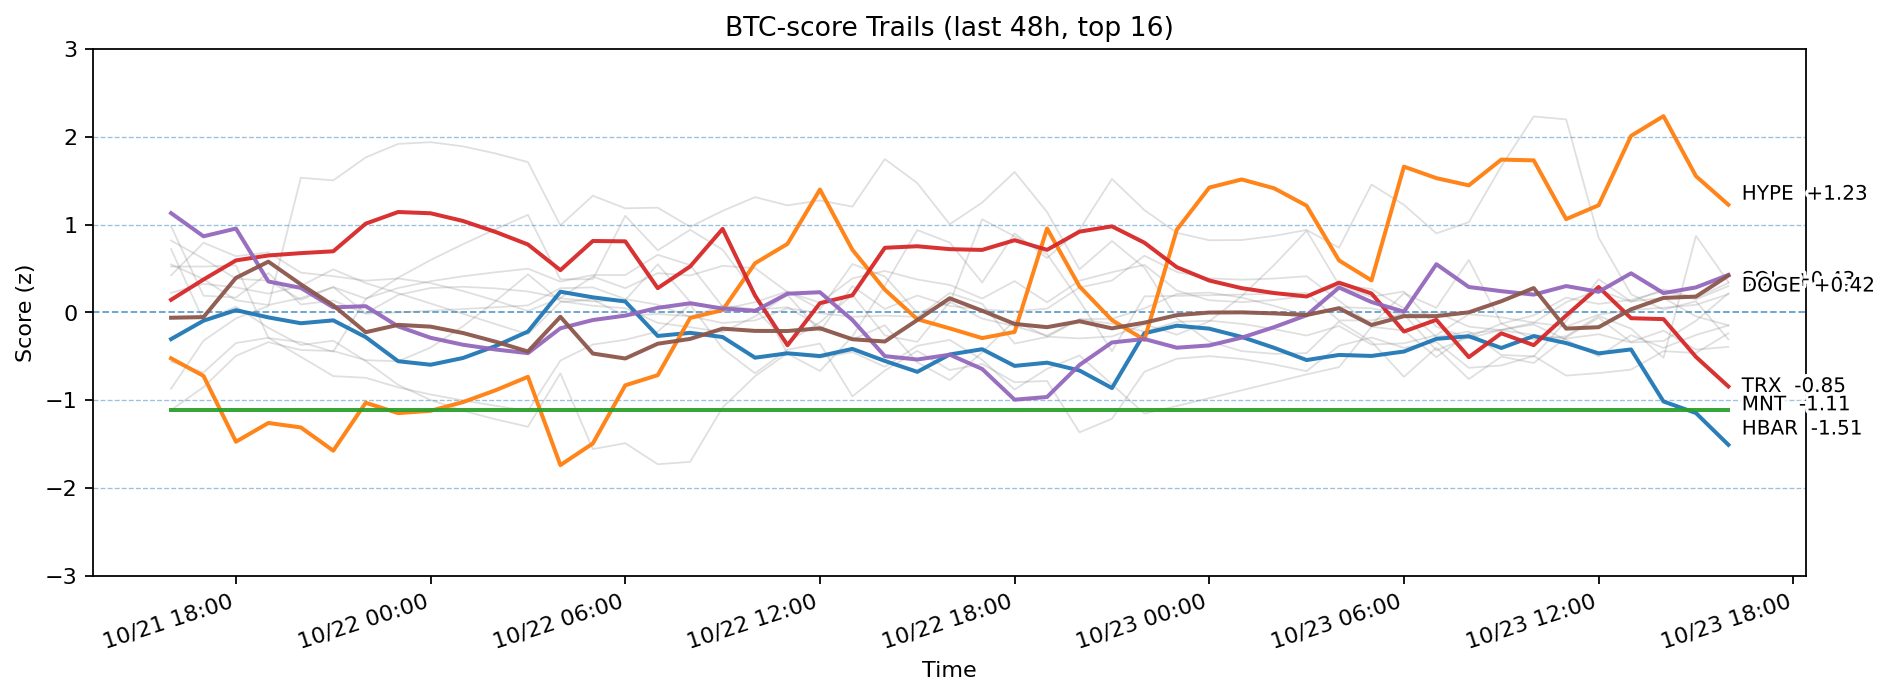 BTC-score Trails (last 48h, top 16)
Score (z)
3
2
1
0
−1
−2
−3
HYPE +1.23
DOGE +0.42
TRX -0.85
MNT -1.11
HBAR -1.51
10/21 18:00
10/22 00:00
10/22 06:00
10/22 12:00
10/22 18:00
10/23 00:00
10/23 06:00
10/23 12:00
10/23 18:00
Time